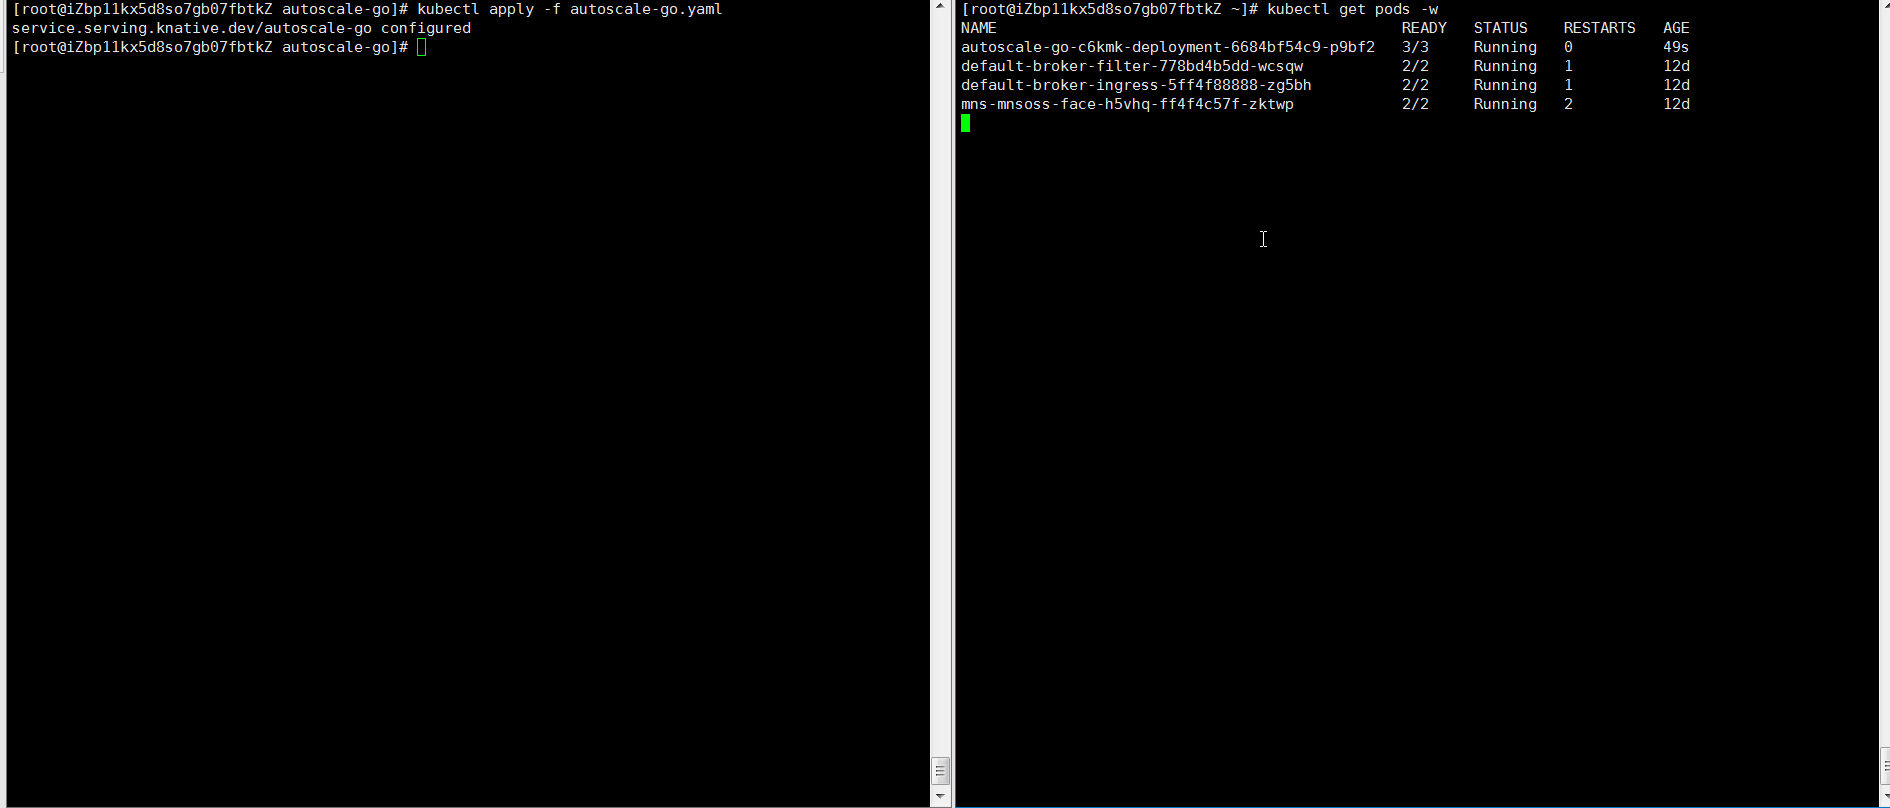 [root@iZbp11kx5d8so7gb07fbtkZ autoscale-go]# kubectl apply -f autoscale-go.yaml
service.serving.knative.dev/autoscale-go configured
[root@iZbp11kx5d8so7gb07fbtkZ autoscale-go]#
[root@iZbp11kx5d8so7gb07fbtkZ ~]# kubectl get pods -w
NAME READY STATUS RESTARTS AGE
autoscale-go-c6kmk-deployment-6684bf54c9-p9bf2 3/3 Running 0 49s
default-broker-filter-778bd4b5dd-wcsqw 2/2 Running 1 12d
default-broker-ingress-5ff4f88888-zg5bh 2/2 Running 1 12d
mns-mnsoss-face-h5vhq-ff4f4c57f-zktwp 2/2 Running 2 12d